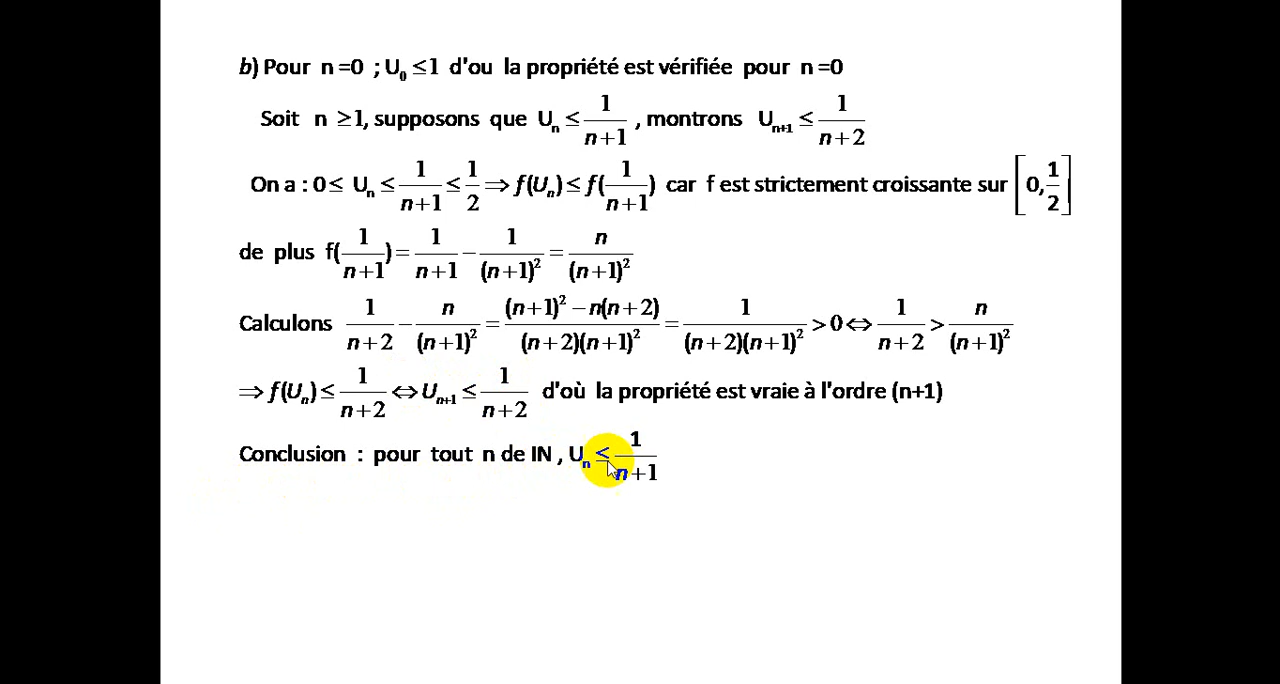 b) Pour n =0 ; U₀ ≤1 d'ou la propriété est vérifiée pour n =0
Soit n ≥1, supposons que Uₙ ≤ 1/(n+1) , montrons Uₙ₊₁ ≤ 1/(n+2)
On a : 0 ≤ Uₙ ≤ 1/(n+1) ≤ 1/2 ⇒ f(Uₙ) ≤ f(1/(n+1)) car f est strictement croissante sur [0, 1/2]
de plus f(1/(n+1)) = 1/(n+1) − 1/(n+1)² = n/(n+1)²
Calculons 1/(n+2) − n/(n+1)² = ((n+1)² − n(n+2))/((n+2)(n+1)²) = 1/((n+2)(n+1)²) > 0 ⇔ 1/(n+2) > n/(n+1)²
⇒ f(Uₙ) ≤ 1/(n+2) ⇔ Uₙ₊₁ ≤ 1/(n+2) d'où la propriété est vraie à l'ordre (n+1)
Conclusion : pour tout n de IN , Uₙ ≤ 1/(n+1)